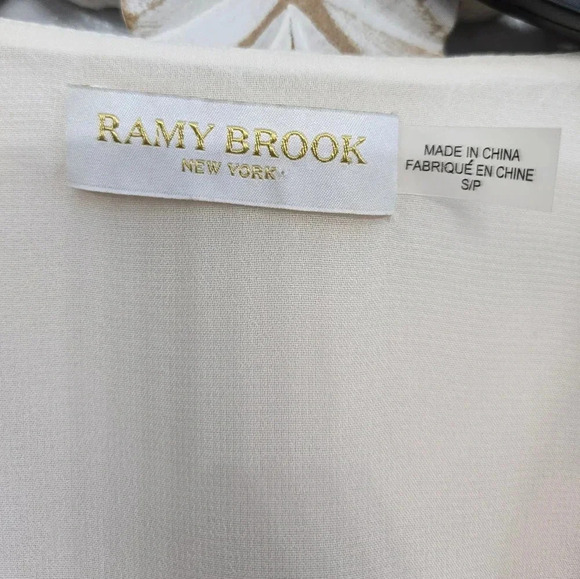 RAMY BROOK
NEW YORK
MADE IN CHINA
FABRIQUÉ EN CHINE
S/P